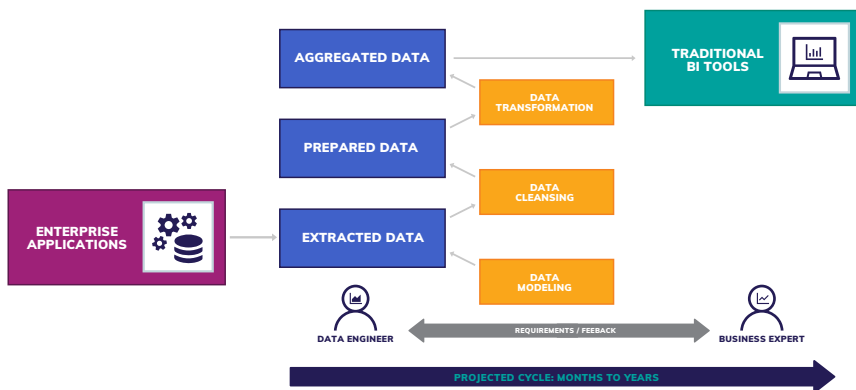 AGGREGATED DATA
TRADITIONAL
BI TOOLS
DATA
TRANSFORMATION
PREPARED DATA
DATA
CLEANSING
ENTERPRISE
APPLICATIONS
EXTRACTED DATA
DATA
MODELING
REQUIREMENTS / FEEBACK
DATA ENGINEER
BUSINESS EXPERT
PROJECTED CYCLE: MONTHS TO YEARS